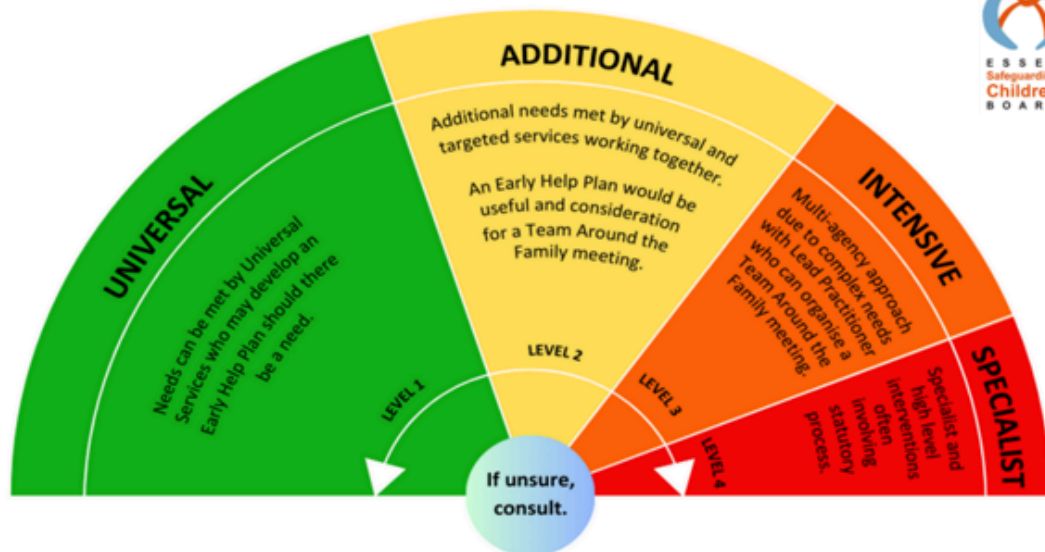 ESSE
Safeguardi
Childre
BOAR
UNIVERSAL
Needs can be met by Universal
Services who may develop an
Early Help Plan should there
be a need.
LEVEL 1
ADDITIONAL
Additional needs met by universal and
targeted services working together.
An Early Help Plan would be
useful and consideration
for a Team Around the
Family meeting.
LEVEL 2
INTENSIVE
Multi-agency approach
due to complex needs
with Lead Practitioner
who can organise a
Team Around the
Family meeting.
LEVEL 3
SPECIALIST
Specialist and
high level
interventions
often
involving
statutory
process.
LEVEL 4
If unsure,
consult.